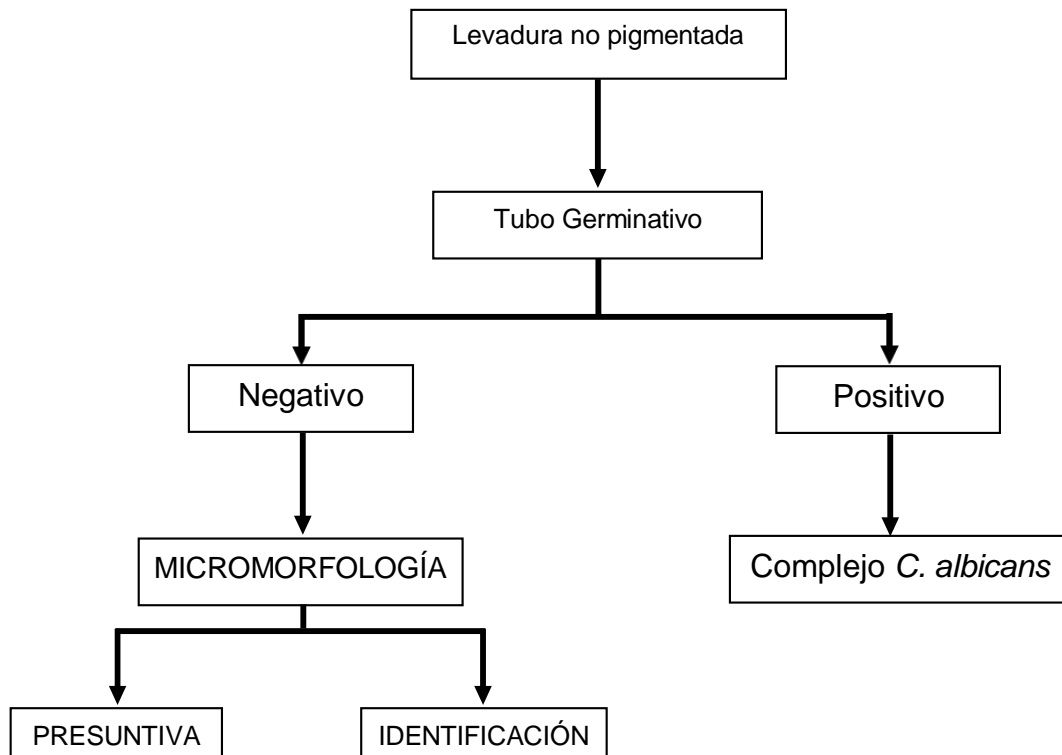 Levadura no pigmentada
Tubo Germinativo
Negativo
Positivo
MICROMORFOLOGÍA
Complejo C. albicans
PRESUNTIVA
IDENTIFICACIÓN